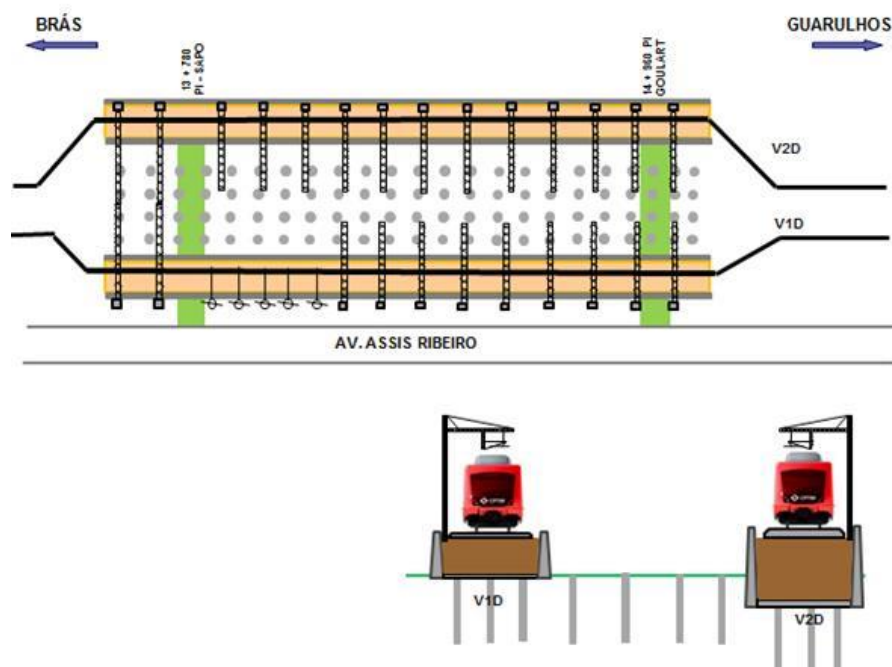 BRÁS
GUARULHOS
13 + 780
PI - SAPO
14 + 960 PI
GOULART
V2D
V1D
AV. ASSIS RIBEIRO
V1D
V2D